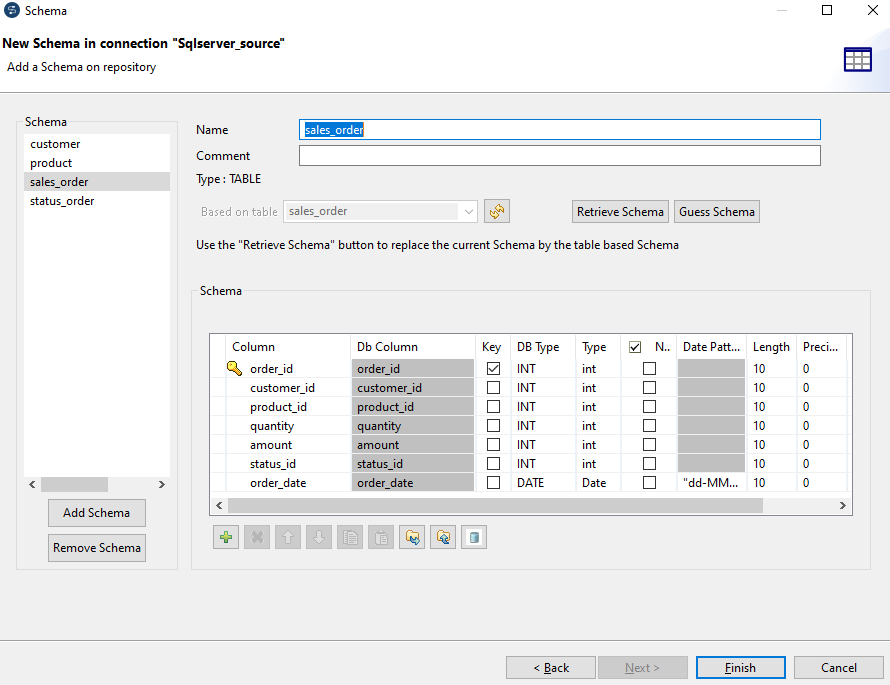 Schema
New Schema in connection "Sqlserver_source"
Add a Schema on repository
Schema
customer
product
sales_order
status_order
Add Schema
Remove Schema
Name sales_order
Comment
Type : TABLE
Based on table sales_order Retrieve Schema Guess Schema
Use the "Retrieve Schema" button to replace the current Schema by the table based Schema
Schema
Column Db Column Key DB Type Type N.. Date Patt... Length Preci...
order_id order_id INT int 10 0
customer_id customer_id INT int 10 0
product_id product_id INT int 10 0
quantity quantity INT int 10 0
amount amount INT int 10 0
status_id status_id INT int 10 0
order_date order_date DATE Date "dd-MM... 10 0
< Back Next > Finish Cancel